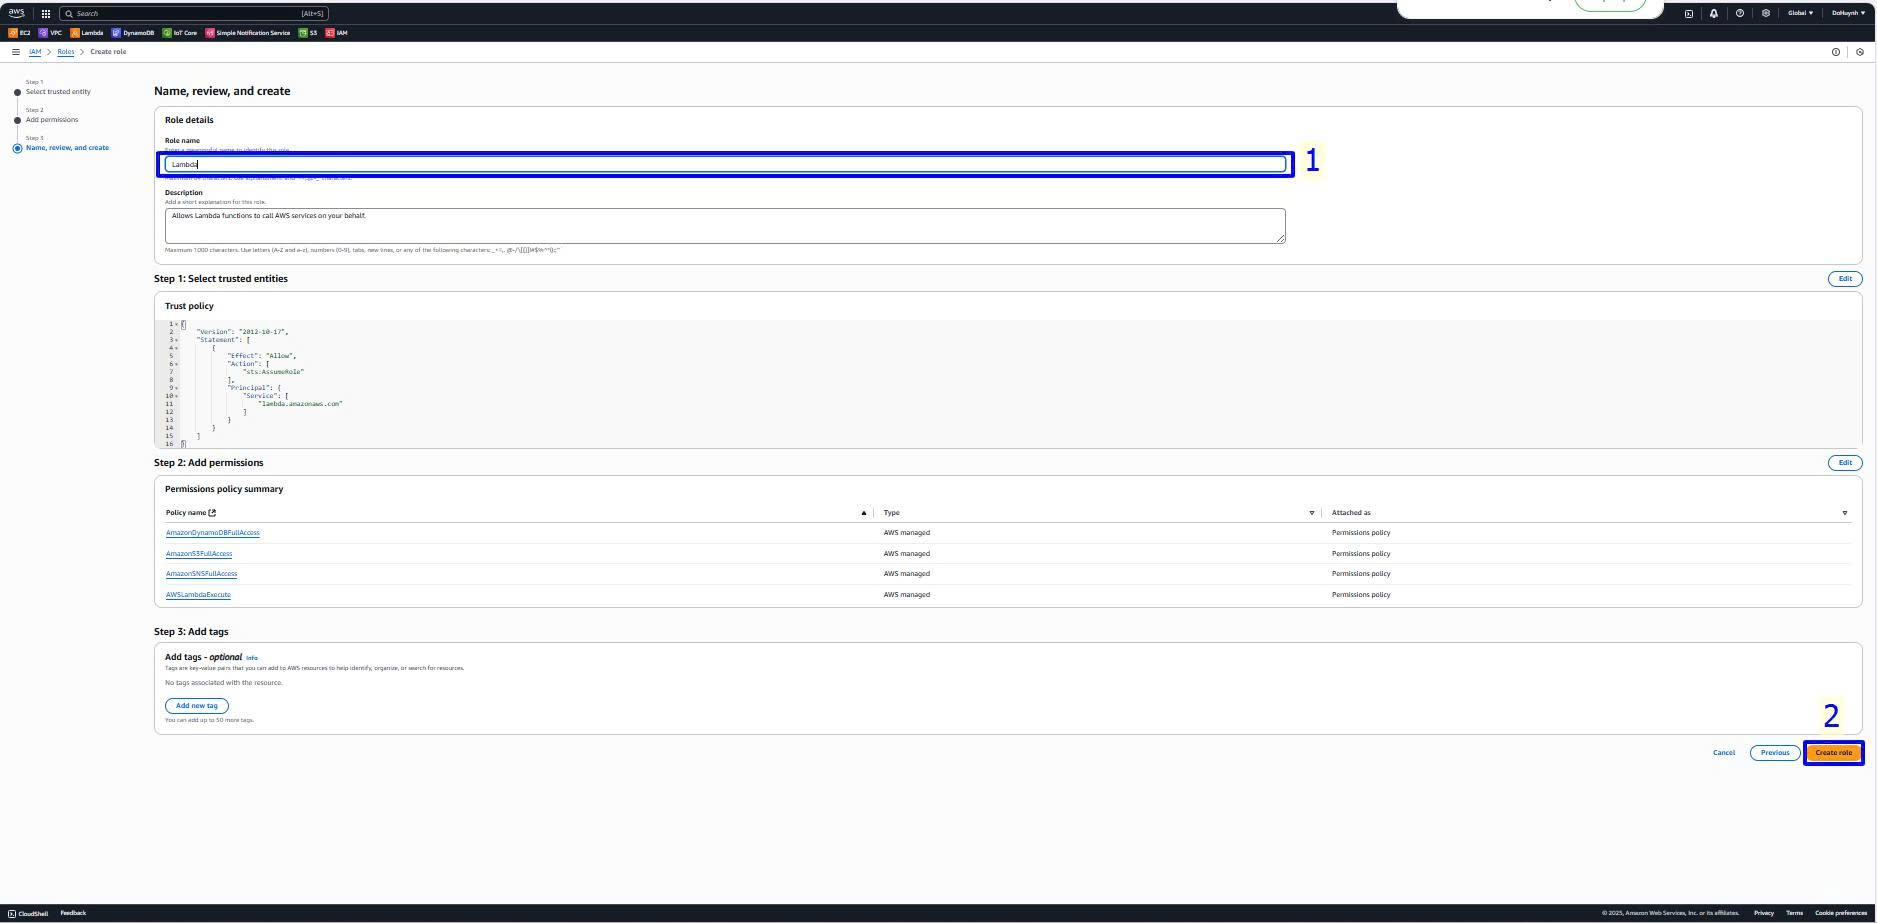 aws
Search [Alt+S]
Global ▼ DoHuynh ▼
EC2 VPC Lambda DynamoDB IoT Core Simple Notification Service S3 IAM
IAM > Roles > Create role
Step 1
Select trusted entity
Step 2
Add permissions
Step 3
Name, review, and create
Name, review, and create
Role details
Role name
Enter a meaningful name to identify this role.
Lambda
1
Description
Add a short explanation for this role.
Allows Lambda functions to call AWS services on your behalf.
Maximum 1000 characters. Use letters (A-Z and a-z), numbers (0-9), tabs, new lines, or any of the following characters:
Step 1: Select trusted entities
Edit
Trust policy
1 {
2 "Version": "2012-10-17",
3 "Statement": [
4 {
5 "Effect": "Allow",
6 "Action": [
7 "sts:AssumeRole"
8 ],
9 "Principal": {
10 "Service": [
11 "lambda.amazonaws.com"
12 ]
13 }
14 }
15 ]
16 }
Step 2: Add permissions
Edit
Permissions policy summary
Policy name Type Attached as
AmazonDynamoDBFullAccess AWS managed Permissions policy
AmazonS3FullAccess AWS managed Permissions policy
AmazonSNSFullAccess AWS managed Permissions policy
AWSLambdaExecute AWS managed Permissions policy
Step 3: Add tags
Add tags - optional Info
Tags are key-value pairs that you can add to AWS resources to help identify, organize, or search for resources.
No tags associated with the resource.
Add new tag
You can add up to 50 more tags.
2
Cancel Previous Create role
CloudShell Feedback
© 2025, Amazon Web Services, Inc. or its affiliates. Privacy Terms Cookie preferences